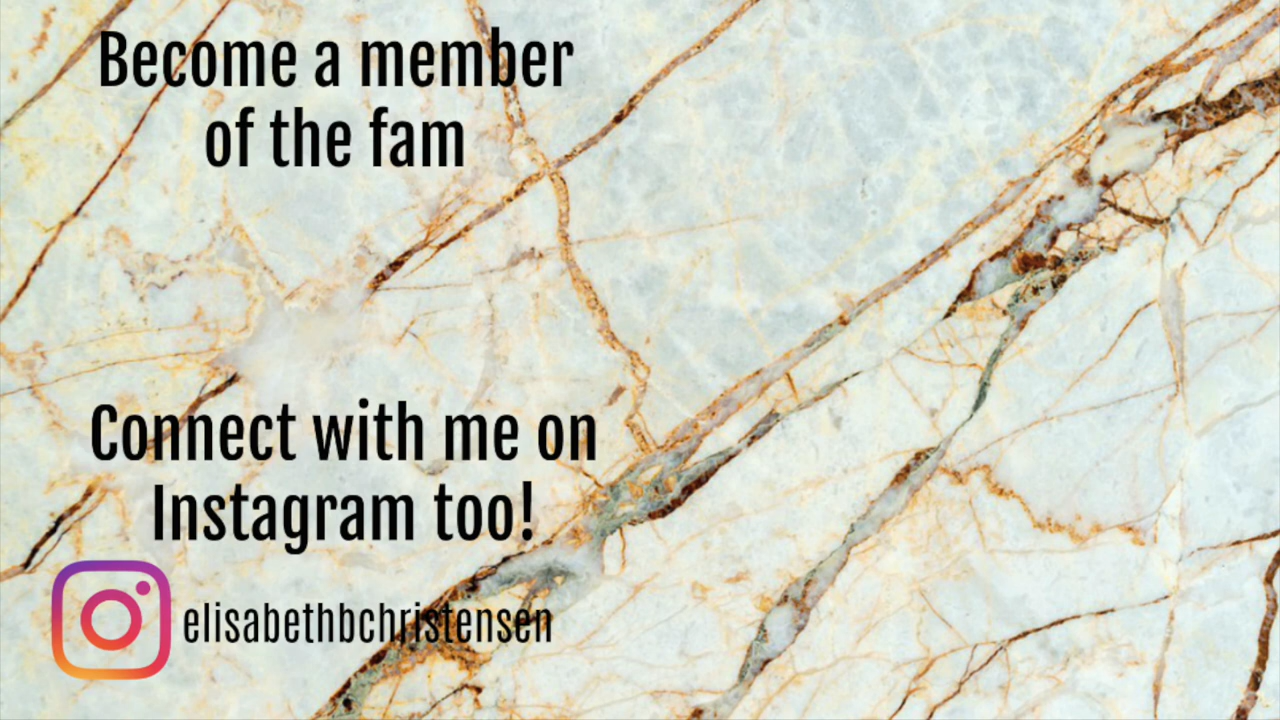 Become a member
of the fam
Connect with me on
Instagram too!
elisabethbchristensen